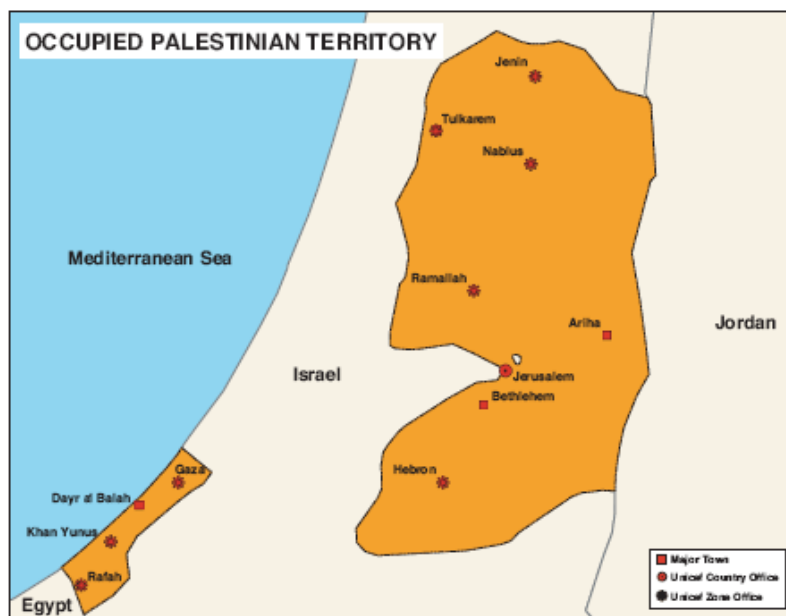 OCCUPIED PALESTINIAN TERRITORY
Jenin
Tulkarem
Nablus
Mediterranean Sea
Ramallah
Ariha
Jordan
Israel
Jerusalem
Bethlehem
Gaza
Hebron
Dayr al Balah
Khan Yunus
Rafah
Egypt
Major Town
Unicef Country Office
Unicef Zone Office